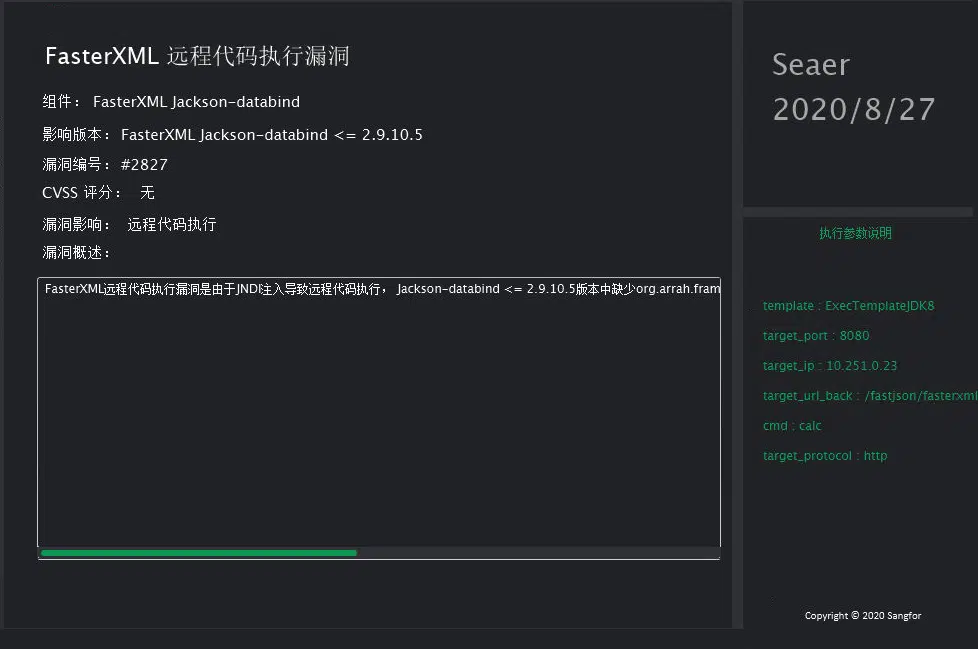 FasterXML 远程代码执行漏洞
组件： FasterXML Jackson-databind
影响版本： FasterXML Jackson-databind <= 2.9.10.5
漏洞编号： #2827
CVSS 评分： 无
漏洞影响： 远程代码执行
漏洞概述：
FasterXML远程代码执行漏洞是由于JNDI注入导致远程代码执行， Jackson-databind <= 2.9.10.5版本中缺少org.arrah.fram
Seaer
2020/8/27
执行参数说明
template : ExecTemplateJDK8
target_port : 8080
target_ip : 10.251.0.23
target_url_back : /fastjson/fasterxml
cmd : calc
target_protocol : http
Copyright © 2020 Sangfor